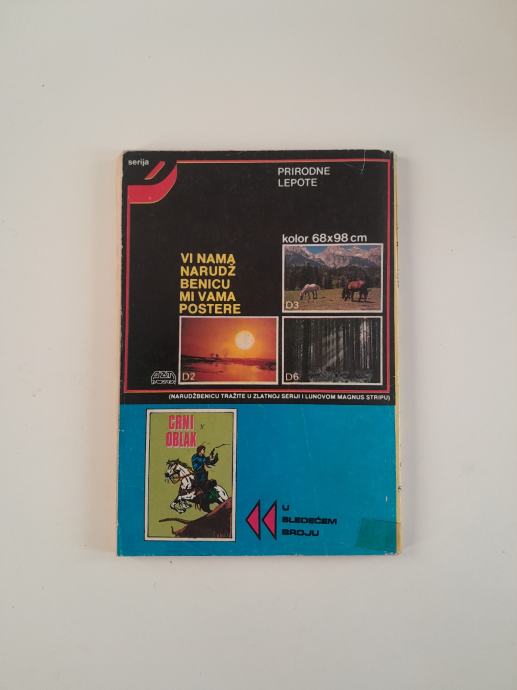 serija
PRIRODNE
LEPOTE
kolor 68x98 cm
VI NAMA
NARUDŽ
BENICU
MI VAMA
POSTERE
D3
D2
D6
(NARUDŽBENICU TRAŽITE U ZLATNOJ SERIJI I LUNOVOM MAGNUS STRIPU)
CRNI
OBLAK
U
SLEDEĆEM
BROJU